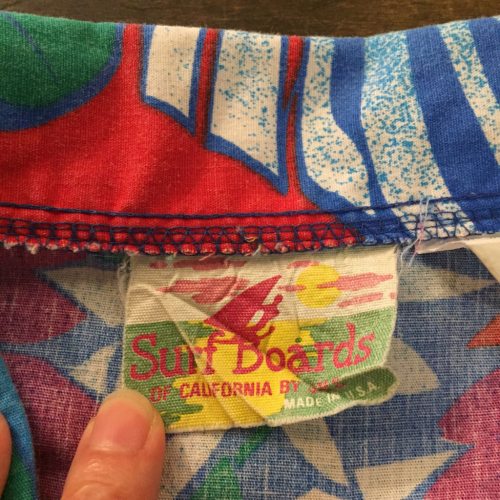 Surf Boards
OF CALIFORNIA BY
MADE IN U.S.A.